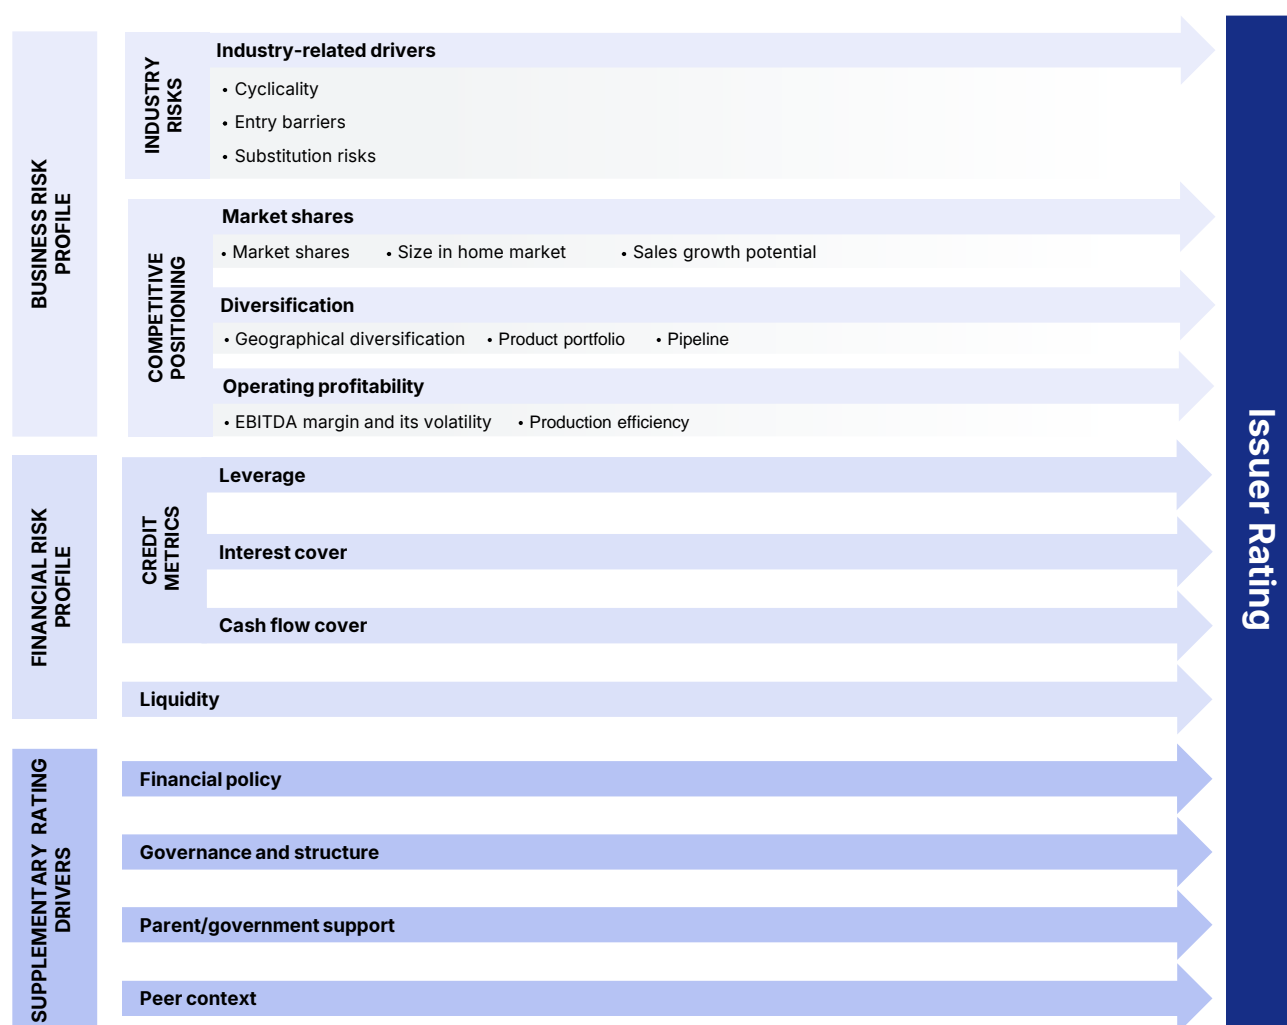 BUSINESS RISK
PROFILE
INDUSTRY
RISKS
Industry-related drivers
• Cyclicality
• Entry barriers
• Substitution risks
COMPETITIVE
POSITIONING
Market shares
• Market shares • Size in home market • Sales growth potential
Diversification
• Geographical diversification • Product portfolio • Pipeline
Operating profitability
• EBITDA margin and its volatility • Production efficiency
FINANCIAL RISK
PROFILE
CREDIT
METRICS
Leverage
Interest cover
Cash flow cover
Liquidity
SUPPLEMENTARY RATING
DRIVERS
Financial policy
Governance and structure
Parent/government support
Peer context
Issuer Rating